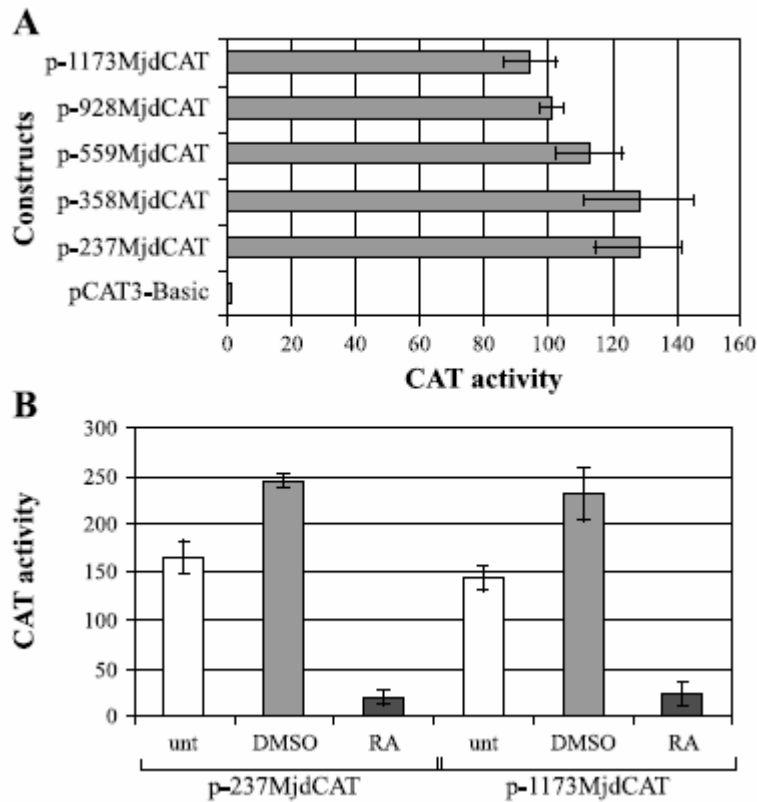 A
Constructs
p-1173MjdCAT
p-928MjdCAT
p-559MjdCAT
p-358MjdCAT
p-237MjdCAT
pCAT3-Basic
0 20 40 60 80 100 120 140 160
CAT activity
B
CAT activity
300
250
200
150
100
50
0
unt DMSO RA unt DMSO RA
p-237MjdCAT p-1173MjdCAT